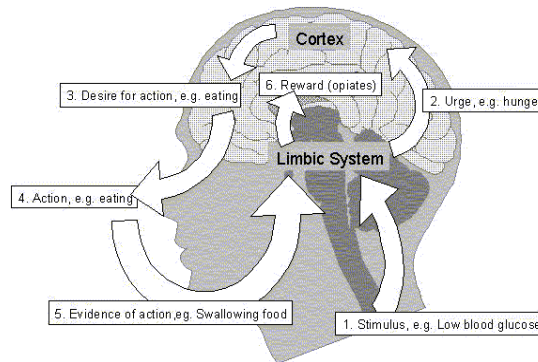 Cortex
3. Desire for action, e.g. eating
6. Reward (opiates)
2. Urge, e.g. hunge
Limbic System
4. Action, e.g. eating
5. Evidence of action,eg. Swallowing food
1. Stimulus, e.g. Low blood glucose